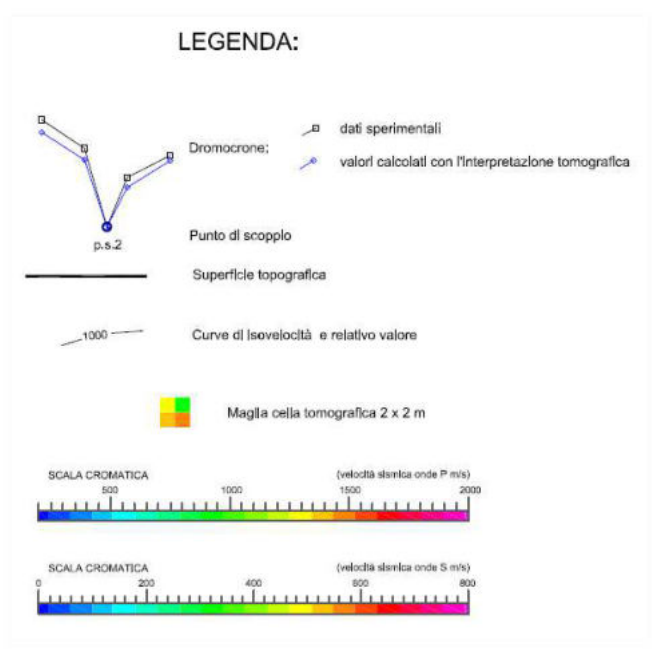 LEGENDA:
dati sperimentali
Dromocrone;
valori calcolati con l'interpretazione tomografica
p.s.2
Punto di scoppio
Superficie topografica
1000
Curve di isovelocità e relativo valore
Maglia cella tomografica 2 x 2 m
SCALA CROMATICA (velocità sismica onde P m/s)
500 1000 1500 2000
SCALA CROMATICA (velocità sismica onde S m/s)
0 200 400 600 800